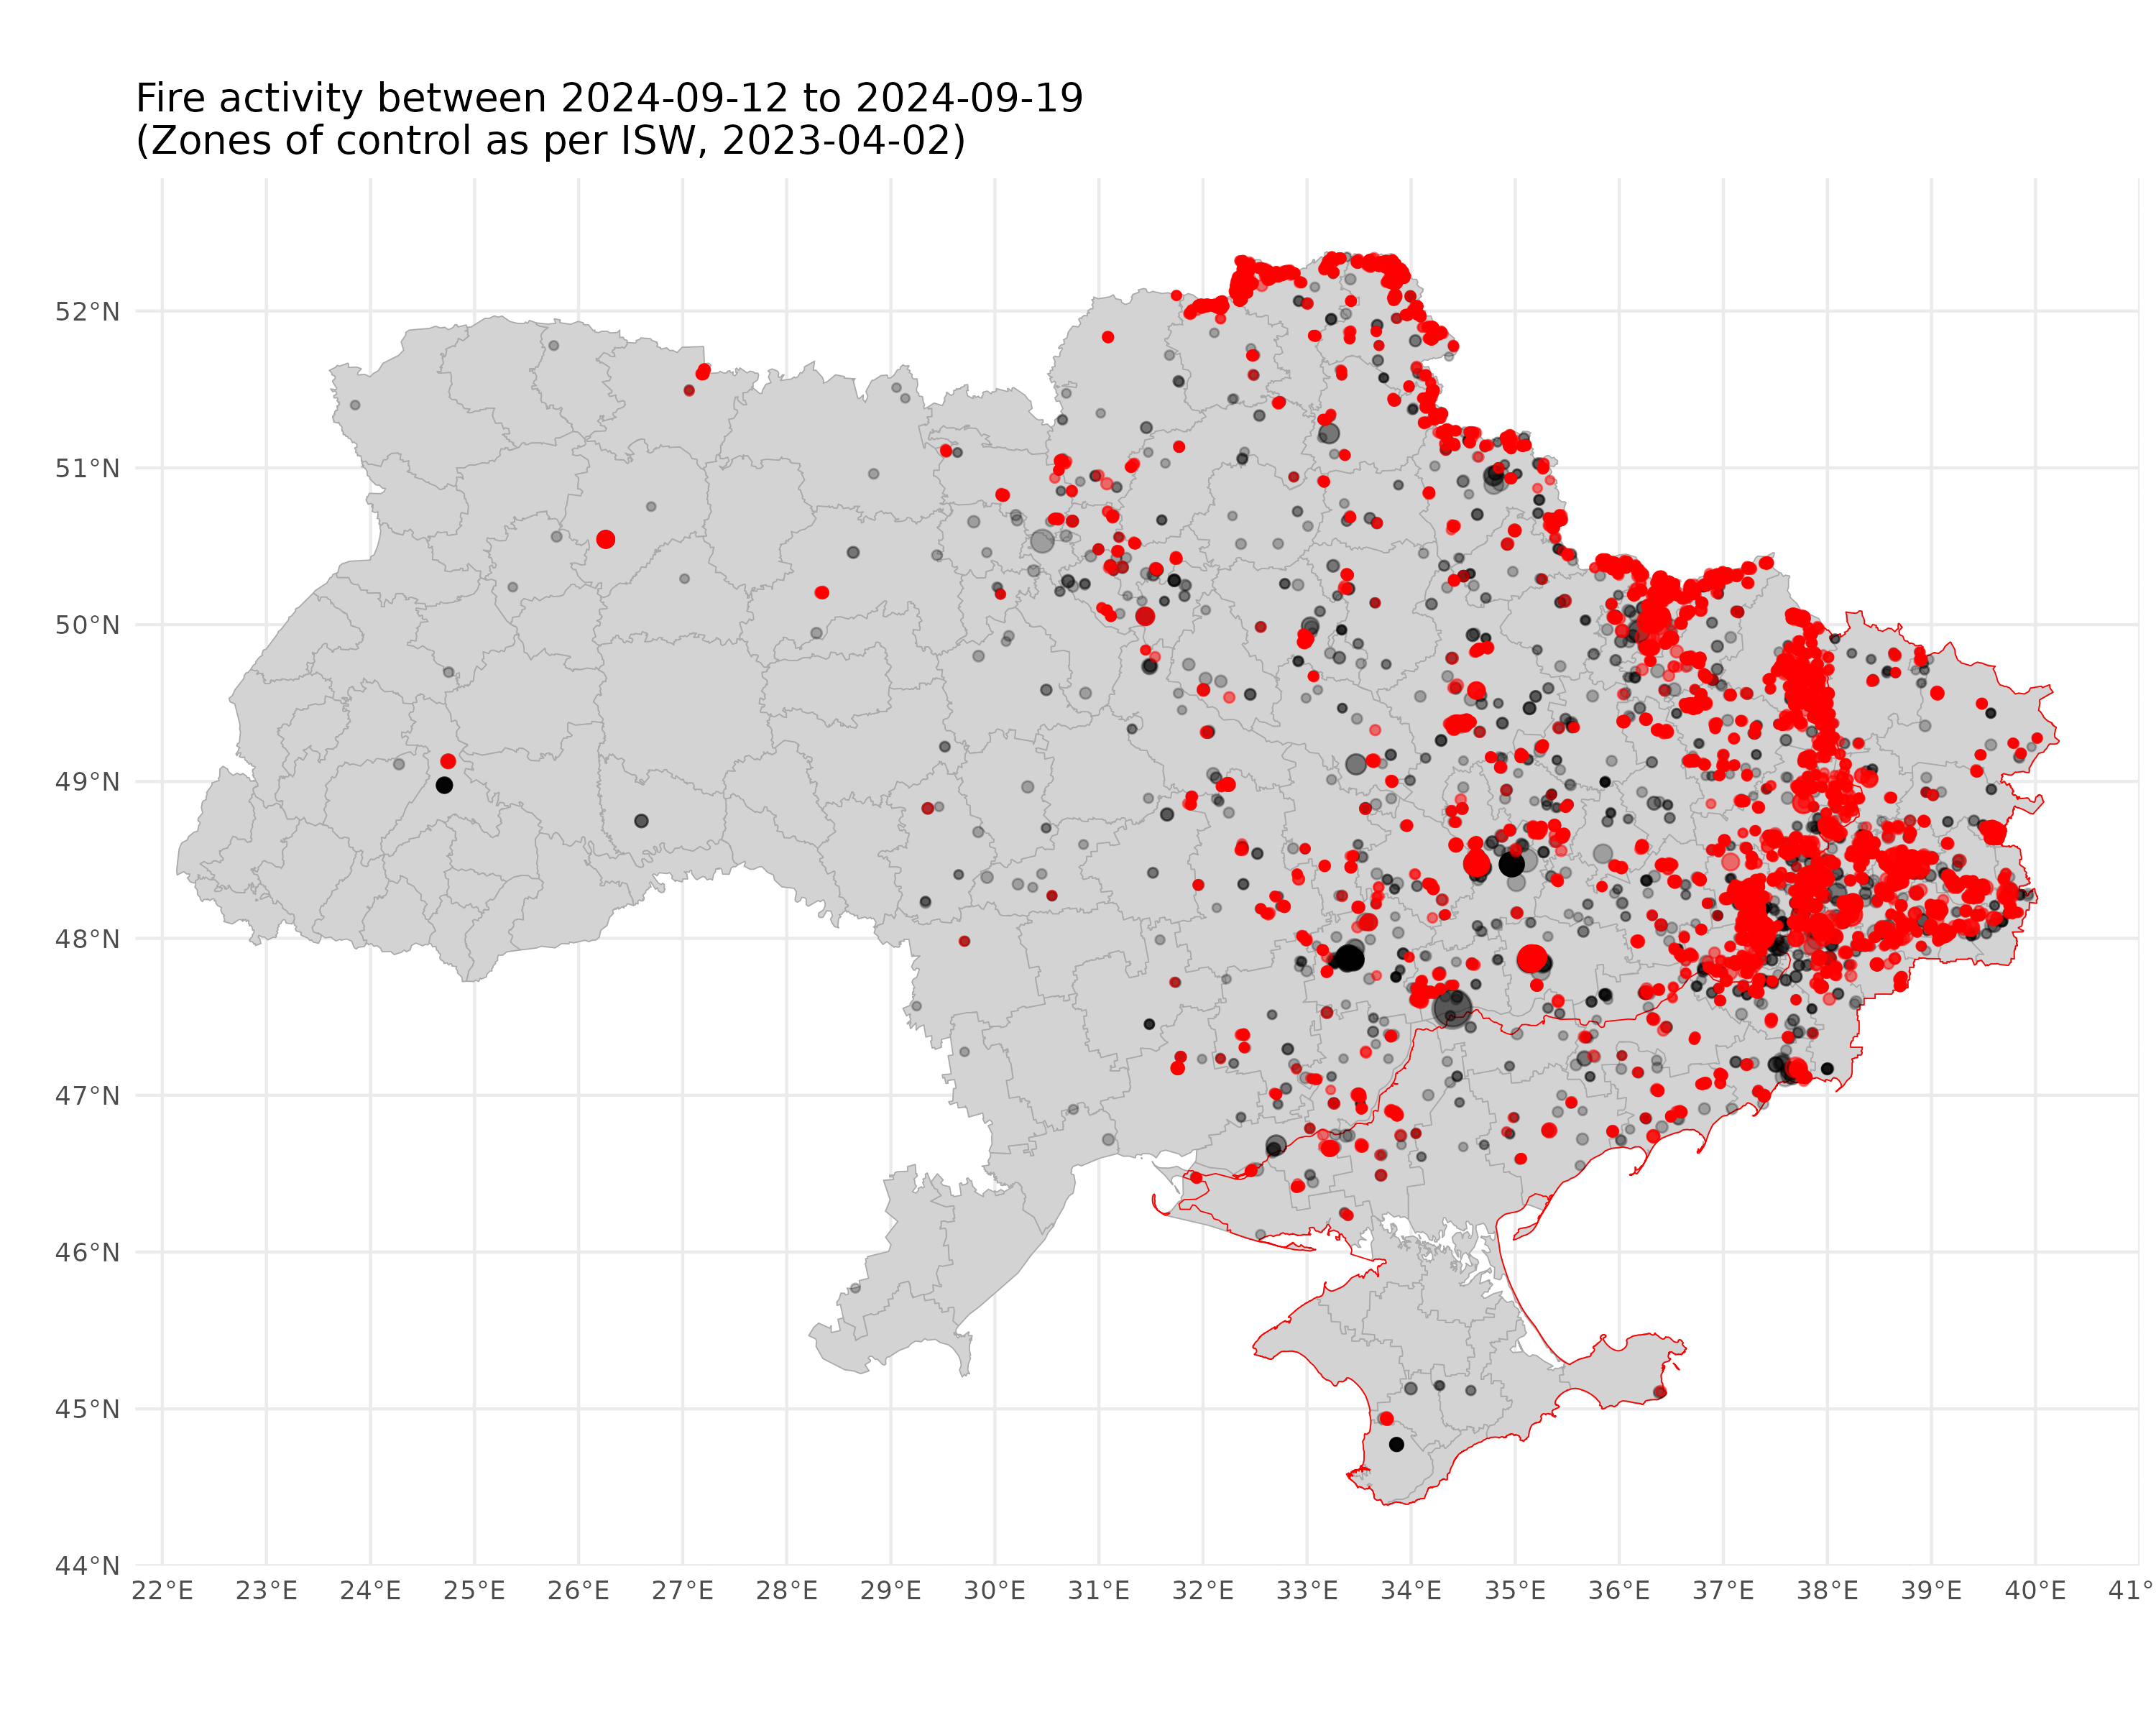 Fire activity between 2024-09-12 to 2024-09-19
(Zones of control as per ISW, 2023-04-02)
52°N
51°N
50°N
49°N
48°N
47°N
46°N
45°N
44°N
22°E 23°E 24°E 25°E 26°E 27°E 28°E 29°E 30°E 31°E 32°E 33°E 34°E 35°E 36°E 37°E 38°E 39°E 40°E 41°